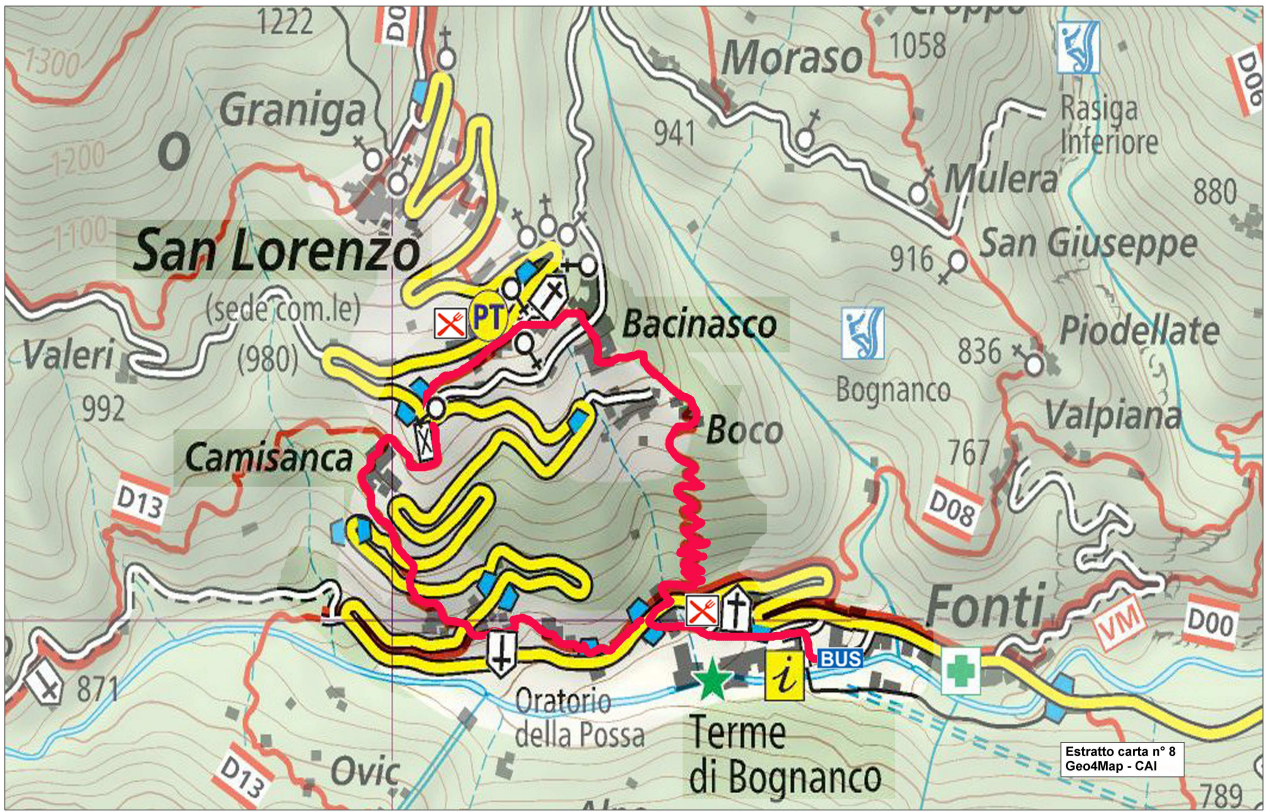 1222
D0
Croppo
1058
1300
Moraso
Graniga
941
Rasiga
Inferiore
D06
O
1200
Mulera
880
1100
San Lorenzo
San Giuseppe
916
(sede com.le)
PT
Bacinasco
Piodellate
Valeri
(980)
836
Bognanco
992
Boco
Valpiana
Camisanca
767
D13
D08
Fonti
VM
D00
BUS
i
871
Oratorio
della Possa
Terme
di Bognanco
D13
Ovic
Estratto carta n° 8
Geo4Map - CAI
789